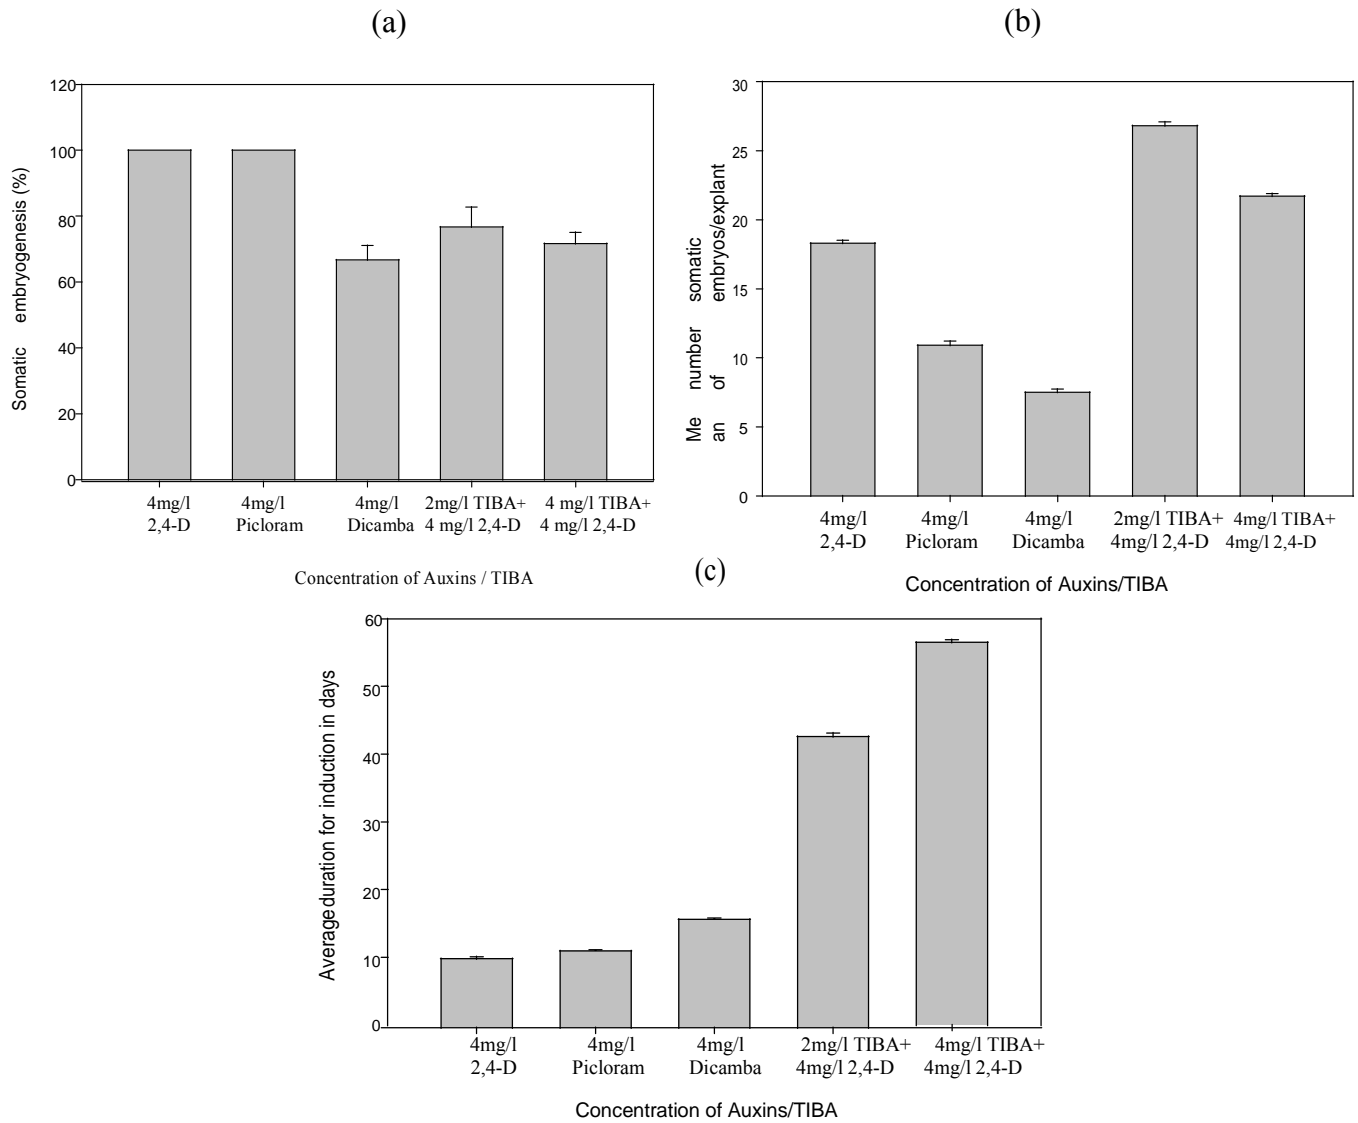 (a)
(b)
120
100
80
60
40
20
0
Somatic embryogenesis (%)
4mg/l
2,4-D
4mg/l
Picloram
4mg/l
Dicamba
2mg/l TIBA+
4 mg/l 2,4-D
4 mg/l TIBA+
4 mg/l 2,4-D
Concentration of Auxins / TIBA
30
25
20
15
10
5
0
Me number somatic
an of embryos/explant
4mg/l
2,4-D
4mg/l
Picloram
4mg/l
Dicamba
2mg/l TIBA+
4mg/l 2,4-D
4mg/l TIBA+
4mg/l 2,4-D
Concentration of Auxins/TIBA
(c)
60
50
40
30
20
10
0
Average duration for induction in days
4mg/l
2,4-D
4mg/l
Picloram
4mg/l
Dicamba
2mg/l TIBA+
4mg/l 2,4-D
4mg/l TIBA+
4mg/l 2,4-D
Concentration of Auxins/TIBA